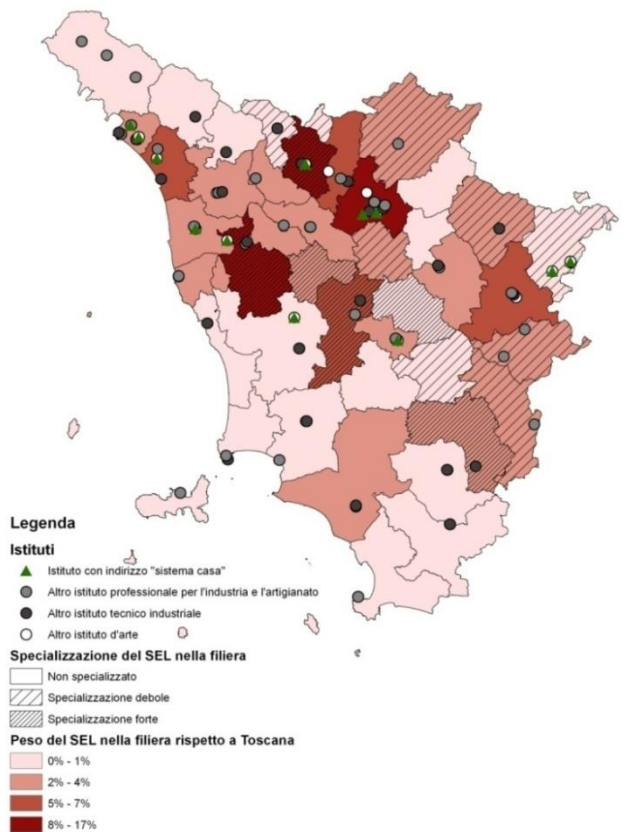 Legenda
Istituti
Istituto con indirizzo "sistema casa"
Altro istituto professionale per l'industria e l'artigianato
Altro istituto tecnico industriale
Altro istituto d'arte
Specializzazione del SEL nella filiera
Non specializzato
Specializzazione debole
Specializzazione forte
Peso del SEL nella filiera rispetto a Toscana
0% - 1%
2% - 4%
5% - 7%
8% - 17%